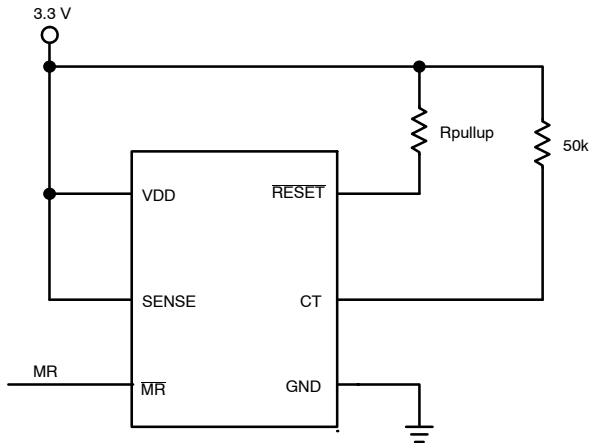 3.3 V
Rpullup
50k
VDD
RESET
SENSE
CT
MR
MR
GND